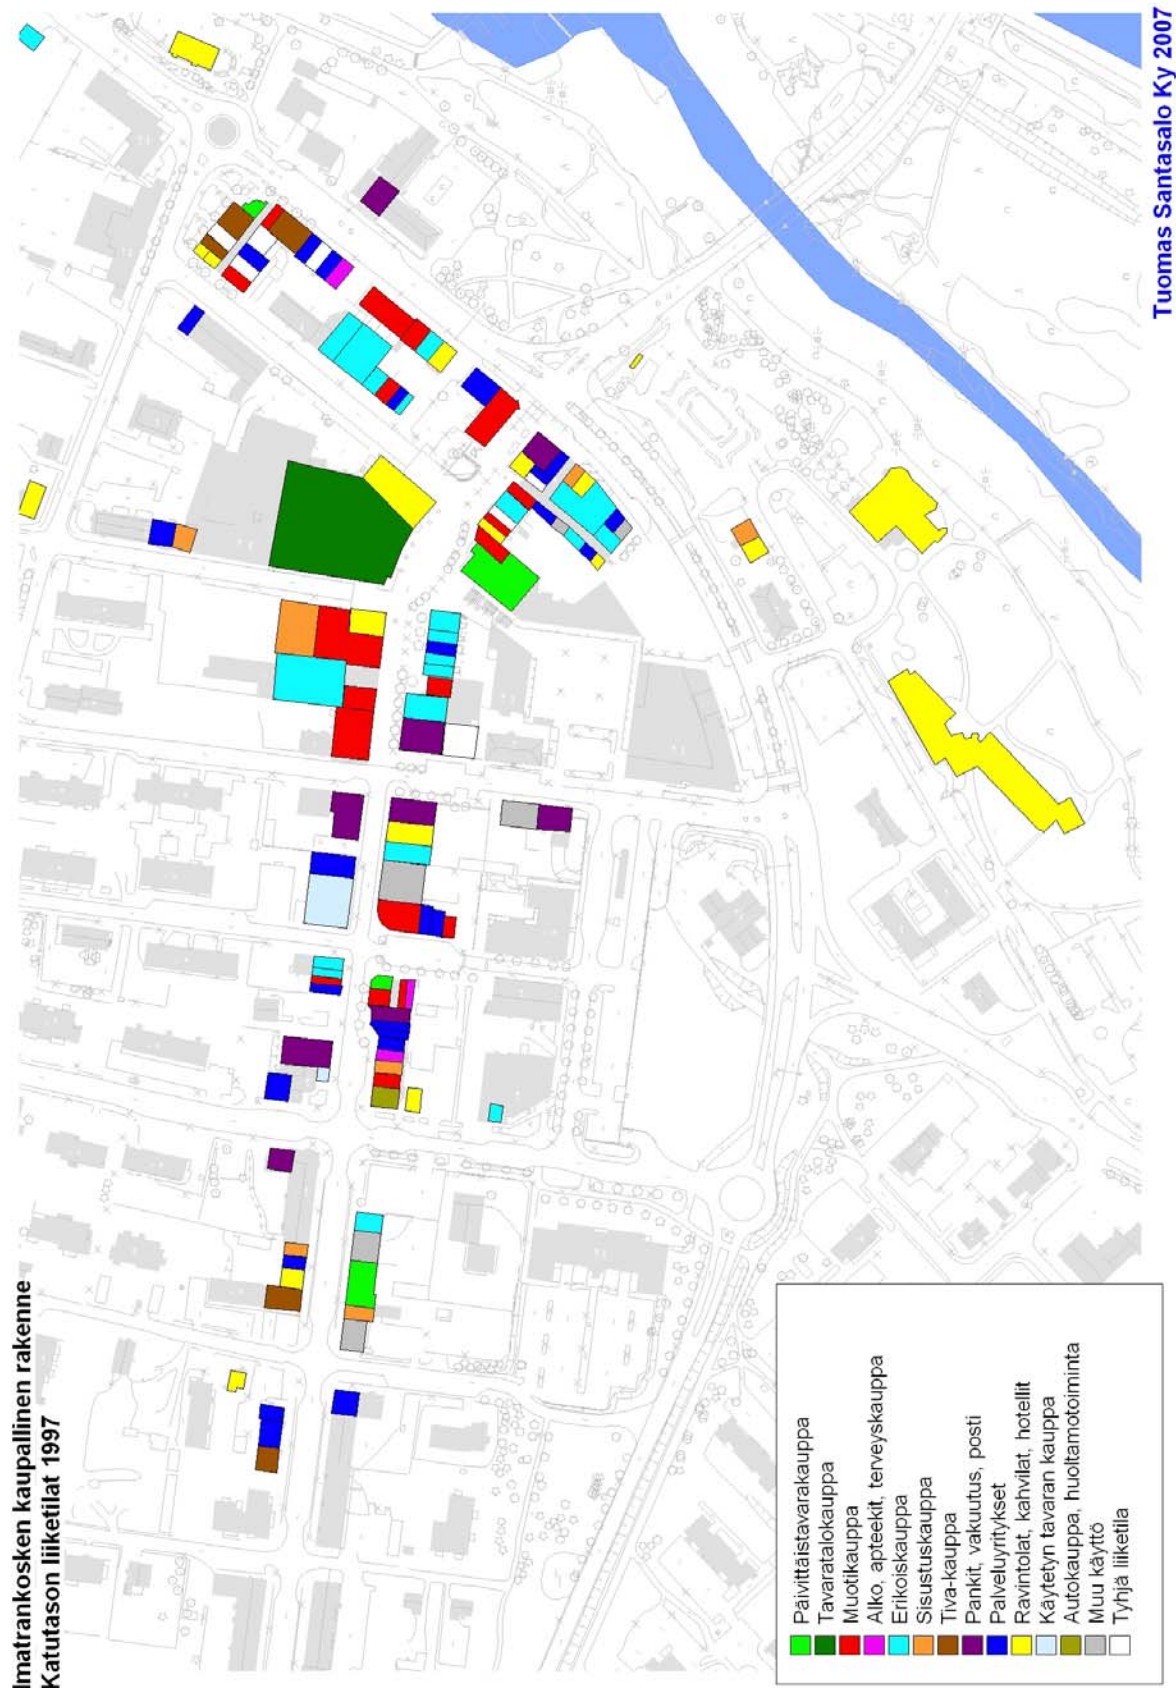 Imatrankosken kaupallinen rakenne
Katutason liiketilat 1997
Päivittäistavarakauppa
Tavaratalokauppa
Muotikauppa
Alko, apteekit, terveyskauppa
Erikoiskauppa
Sisustuskauppa
Tiva-kauppa
Pankit, vakuutus, posti
Palveluyritykset
Ravintolat, kahvilat, hotellit
Käytetyn tavaran kauppa
Autokauppa, huoltamotoiminta
Muu käyttö
Tyhjä liiketila
Tuomas Santasalo Ky 2007